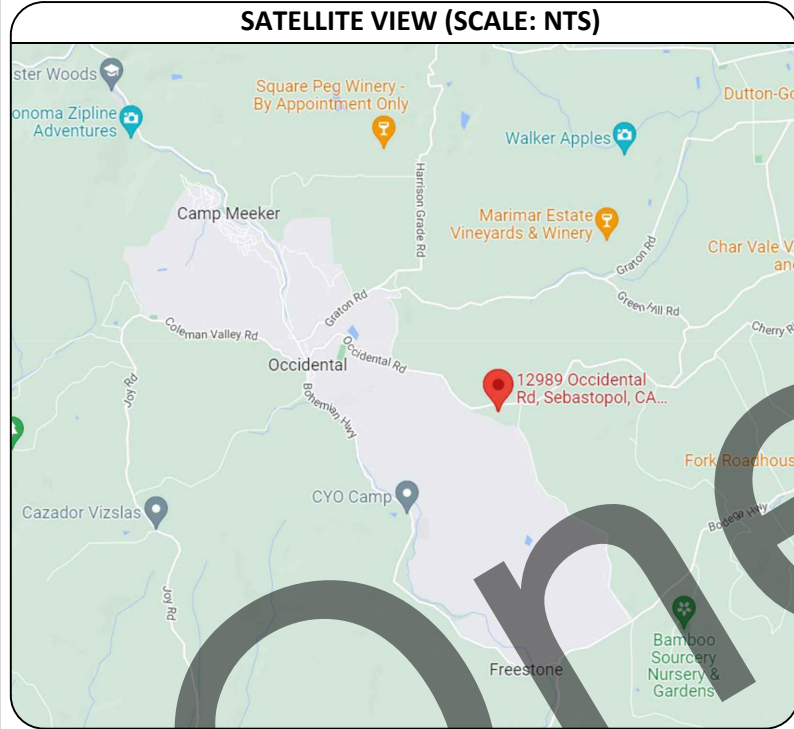 SATELLITE VIEW (SCALE: NTS)
ster Woods
onoma Zipline
Adventures
Square Peg Winery -
By Appointment Only
Dutton-Go
Walker Apples
Harrison Grade Rd
Camp Meeker
Marimar Estate
Vineyards & Winery
Graton Rd
Char Vale V
an
Green Hill Rd
Graton Rd
Coleman Valley Rd
Cherry R
Occidental Rd
Occidental
12989 Occidental
Rd, Sebastopol, CA...
Joy Rd
Bohemian Hwy
Fork Roadhous
CYO Camp
Cazador Vizslas
Bodega Hwy
Joy Rd
Bamboo
Sourcery
Nursery &
Gardens
Freestone
one